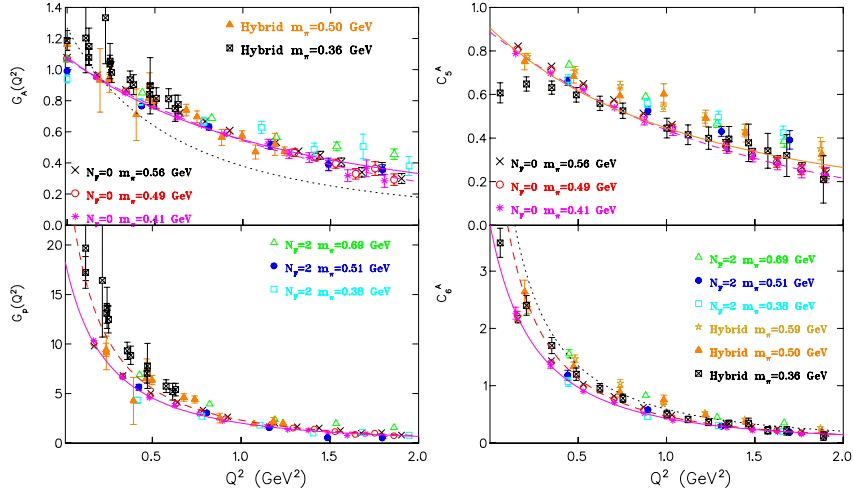 1.4
1.2
1.0
0.8
0.6
0.4
0.2
0.0
G_A(Q²)
Hybrid m_π=0.50 GeV
Hybrid m_π=0.36 GeV
N_F=0 m_π=0.56 GeV
N_F=0 m_π=0.49 GeV
N_F=0 m_π=0.41 GeV
1.0
0.8
0.6
0.4
0.2
0.0
C_5^A
N_F=0 m_π=0.56 GeV
N_F=0 m_π=0.49 GeV
N_F=0 m_π=0.41 GeV
20
15
10
5
0
G_p(Q²)
N_F=2 m_π=0.69 GeV
N_F=2 m_π=0.51 GeV
N_F=2 m_π=0.38 GeV
0.5
1.0
1.5
2.0
Q² (GeV²)
3
2
1
0
C_6^A
N_F=2 m_π=0.69 GeV
N_F=2 m_π=0.51 GeV
N_F=2 m_π=0.38 GeV
Hybrid m_π=0.59 GeV
Hybrid m_π=0.50 GeV
Hybrid m_π=0.36 GeV
0.5
1.0
1.5
2.0
Q² (GeV²)